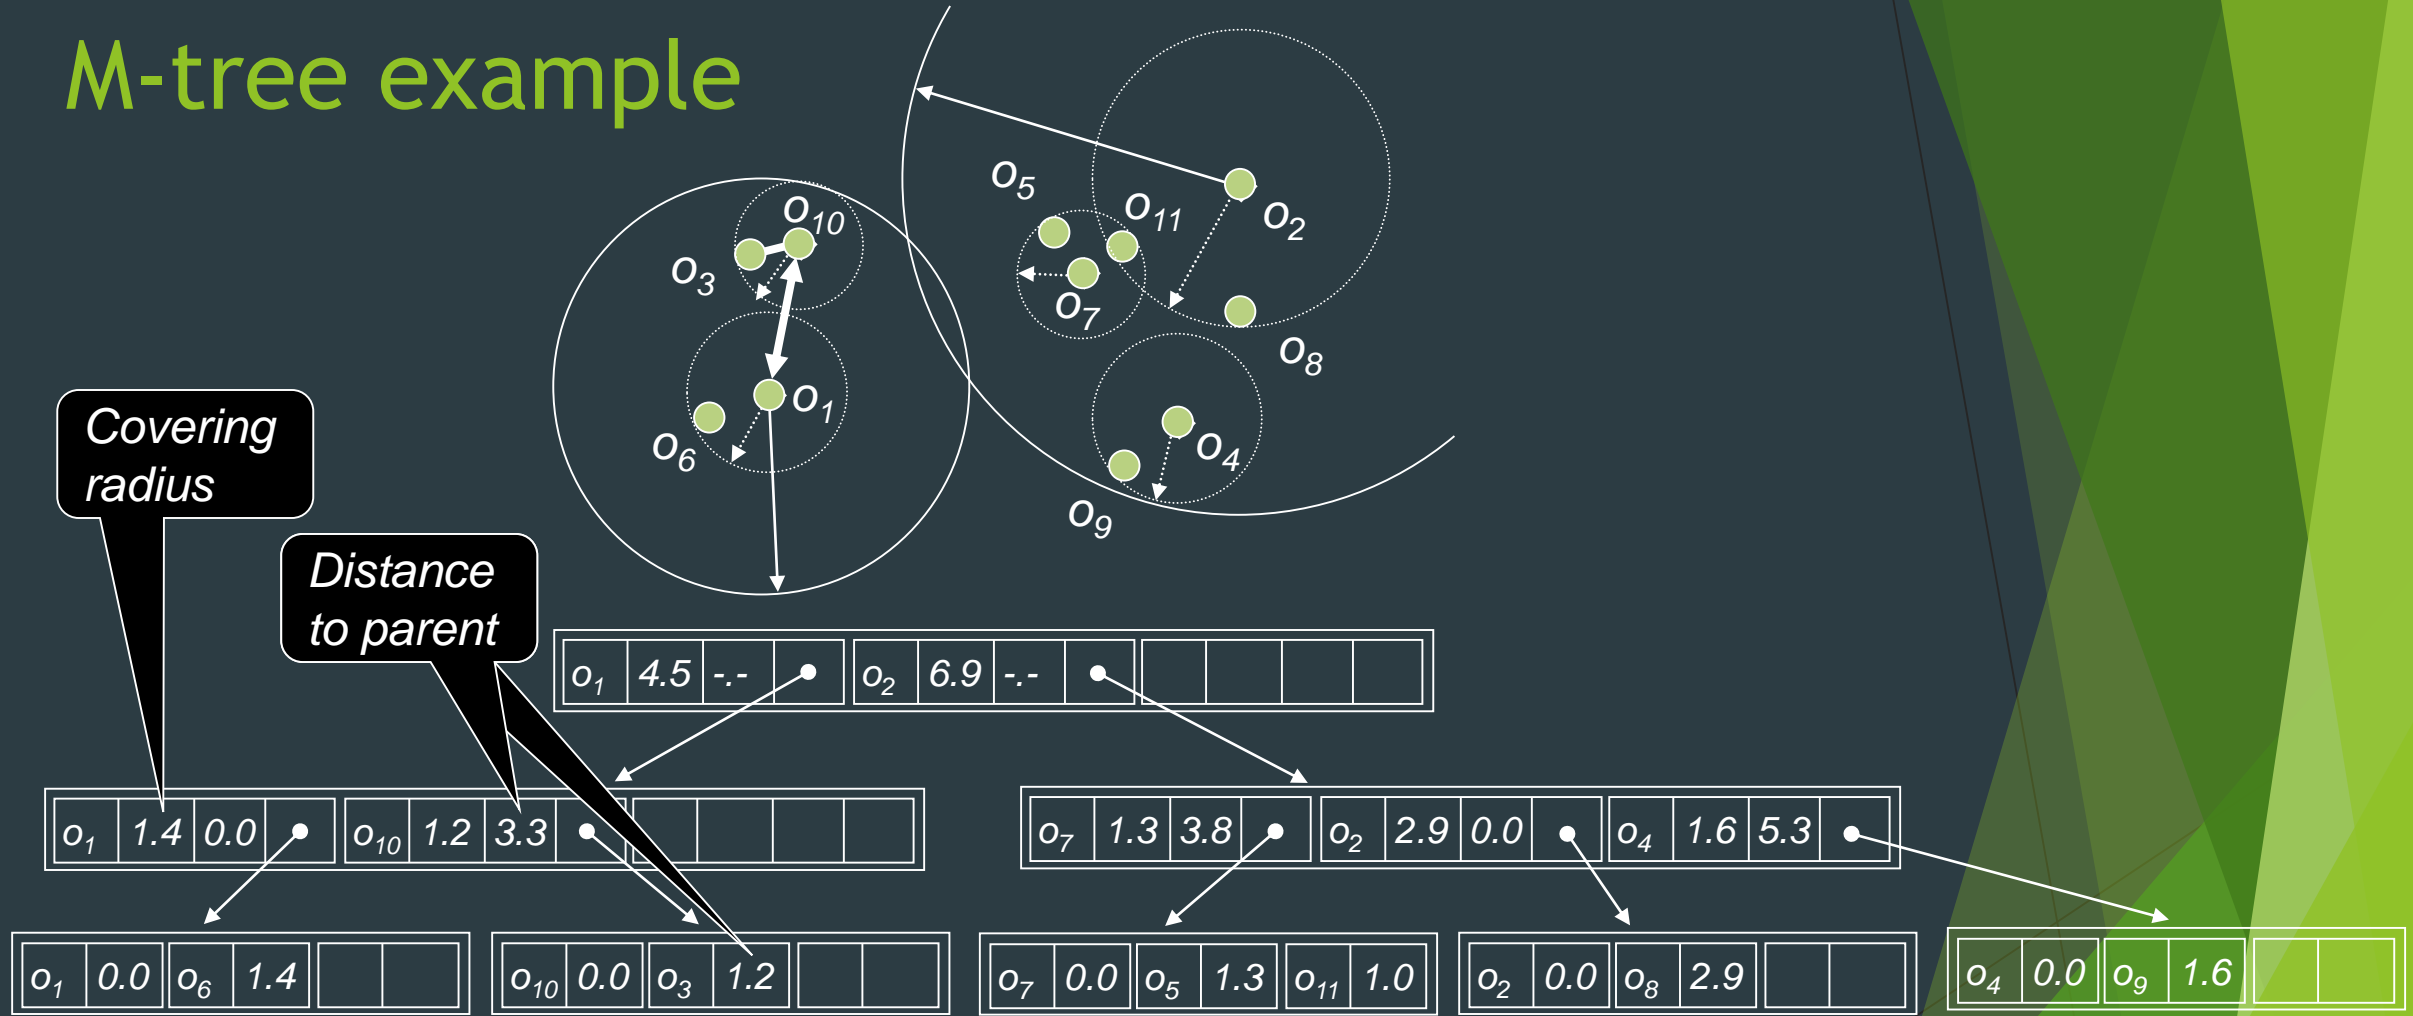 M-tree example
o10
o5
o11
o2
o3
o7
o8
o1
o6
o4
o9
Covering
radius
Distance
to parent
o1 4.5 -.- o2 6.9 -.-
o1 1.4 0.0 o10 1.2 3.3
o7 1.3 3.8 o2 2.9 0.0 o4 1.6 5.3
o1 0.0 o6 1.4
o10 0.0 o3 1.2
o7 0.0 o5 1.3 o11 1.0
o2 0.0 o8 2.9
o4 0.0 o9 1.6